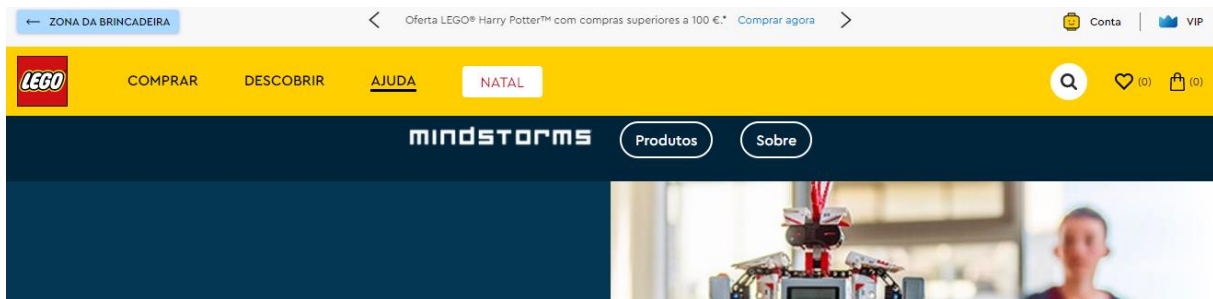 ← ZONA DA BRINCADEIRA
Oferta LEGO® Harry Potter™ com compras superiores a 100 €.* Comprar agora
Conta
VIP
LEGO
COMPRAR
DESCOBRIR
AJUDA
NATAL
(0)
(0)
mindstorms
Produtos
Sobre